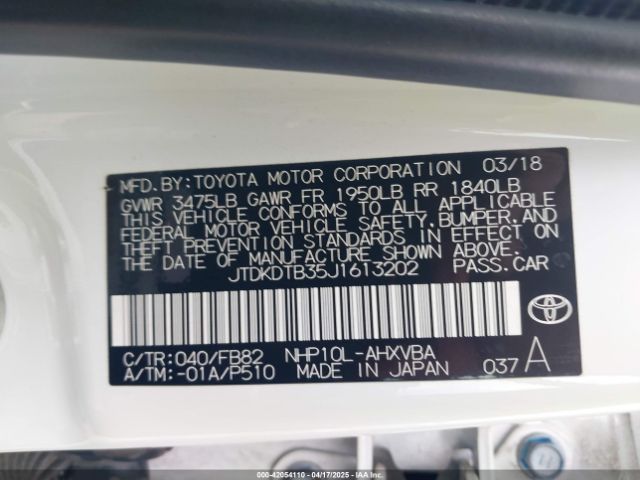 MFD.BY:TOYOTA MOTOR CORPORATION 03/18
GVWR 3475LB GAWR FR 1950LB RR 1840LB
THIS VEHICLE CONFORMS TO ALL APPLICABLE
FEDERAL MOTOR VEHICLE SAFETY, BUMPER, AND
THEFT PREVENTION STANDARDS IN EFFECT ON
THE DATE OF MANUFACTURE SHOWN ABOVE.
JTDKDTB35J1613202 PASS.CAR
C/TR:040/FB82 NHP10L-AHXVBA
A/TM:-01A/P510 MADE IN JAPAN 037 A
000-42054110 - 04/17/2025 - IAAI.com